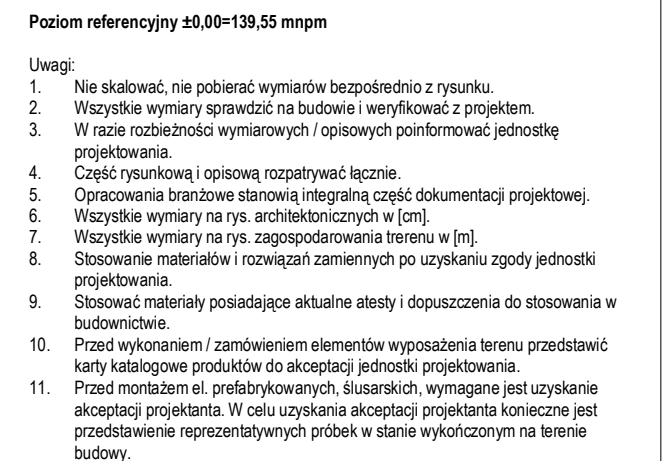 Poziom referencyjny ±0,00=139,55 mnpm
Uwagi:
1. Nie skalować, nie pobierać wymiarów bezpośrednio z rysunku.
2. Wszystkie wymiary sprawdzić na budowie i weryfikować z projektem.
3. W razie rozbieżności wymiarowych / opisowych poinformować jednostkę
projektowania.
4. Część rysunkową i opisową rozpatrywać łącznie.
5. Opracowania branżowe stanowią integralną część dokumentacji projektowej.
6. Wszystkie wymiary na rys. architektonicznych w [cm].
7. Wszystkie wymiary na rys. zagospodarowania trerenu w [m].
8. Stosowanie materiałów i rozwiązań zamiennych po uzyskaniu zgody jednostki
projektowania.
9. Stosować materiały posiadające aktualne atesty i dopuszczenia do stosowania w
budownictwie.
10. Przed wykonaniem / zamówieniem elementów wyposażenia terenu przedstawić
karty katalogowe produktów do akceptacji jednostki projektowania.
11. Przed montażem el. prefabrykowanych, ślusarskich, wymagane jest uzyskanie
akceptacji projektanta. W celu uzyskania akceptacji projektanta konieczne jest
przedstawienie reprezentatywnych próbek w stanie wykończonym na terenie
budowy.